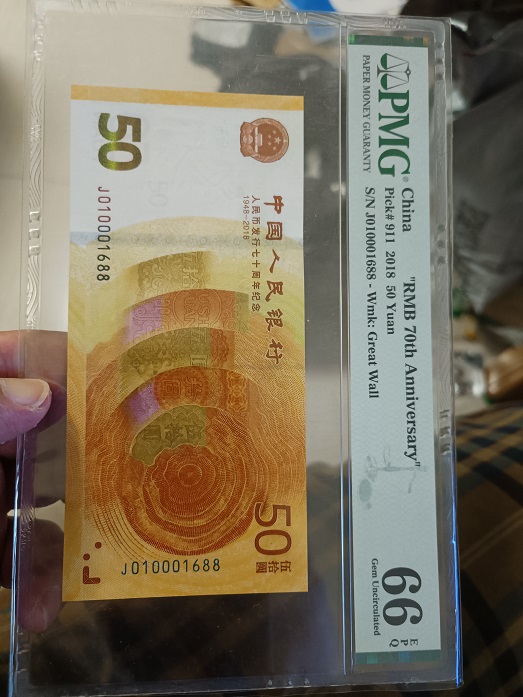 PMG
PAPER MONEY GUARANTY
China
"RMB 70th Anniversary"
Pick# 911 2018 50 Yuan
S/N J010001688 - Wmk: Great Wall
66
EPQ
Gem Uncirculated
50
J010001688
中国人民银行
人民币发行七十周年纪念
1948-2018
50
伍拾圆
J010001688